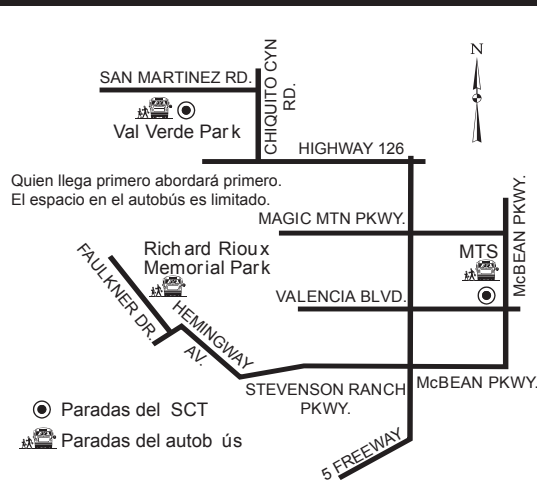 N
SAN MARTINEZ RD.
CHIQUITO CYN
RD.
Val Verde Park
HIGHWAY 126
Quien llega primero abordará primero.
El espacio en el autobús es limitado.
MAGIC MTN PKWY.
McBEAN PKWY.
Richard Rioux
Memorial Park
MTS
FAULKNER DR.
VALENCIA BLVD.
HEMINGWAY
AV.
STEVENSON RANCH
PKWY.
McBEAN PKWY.
Paradas del SCT
Paradas del autobús
5 FREEWAY